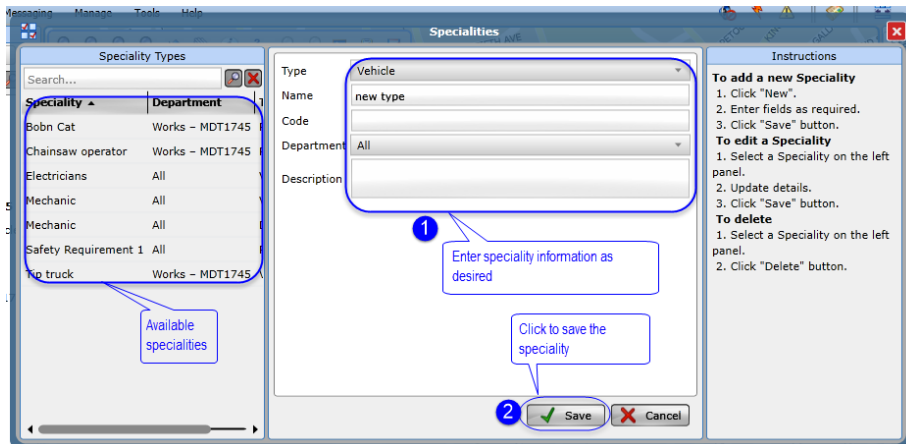 Messaging Manage Tools Help
Specialities
Speciality Types
Search...
Speciality Department
Bobn Cat Works – MDT1745
Chainsaw operator Works – MDT1745
Electricians All
Mechanic All
Mechanic All
Safety Requirement 1 All
Tip truck Works – MDT1745
Available
specialities
Type Vehicle
Name new type
Code
Department All
Description
1
Enter speciality information as
desired
Click to save the
speciality
2 Save Cancel
Instructions
To add a new Speciality
1. Click "New".
2. Enter fields as required.
3. Click "Save" button.
To edit a Speciality
1. Select a Speciality on the left
panel.
2. Update details.
3. Click "Save" button.
To delete
1. Select a Speciality on the left
panel.
2. Click "Delete" button.